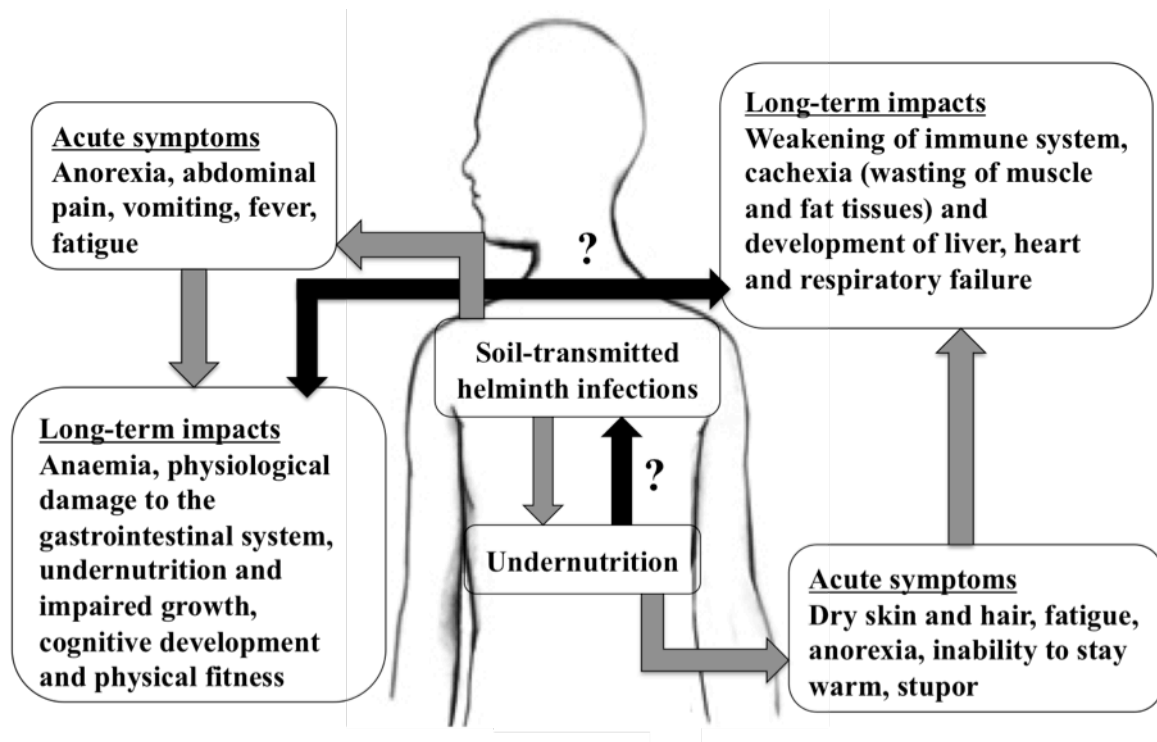 Acute symptoms
Anorexia, abdominal
pain, vomiting, fever,
fatigue
Long-term impacts
Weakening of immune system,
cachexia (wasting of muscle
and fat tissues) and
development of liver, heart
and respiratory failure
?
Soil-transmitted
helminth infections
?
Undernutrition
Long-term impacts
Anaemia, physiological
damage to the
gastrointestinal system,
undernutrition and
impaired growth,
cognitive development
and physical fitness
Acute symptoms
Dry skin and hair, fatigue,
anorexia, inability to stay
warm, stupor